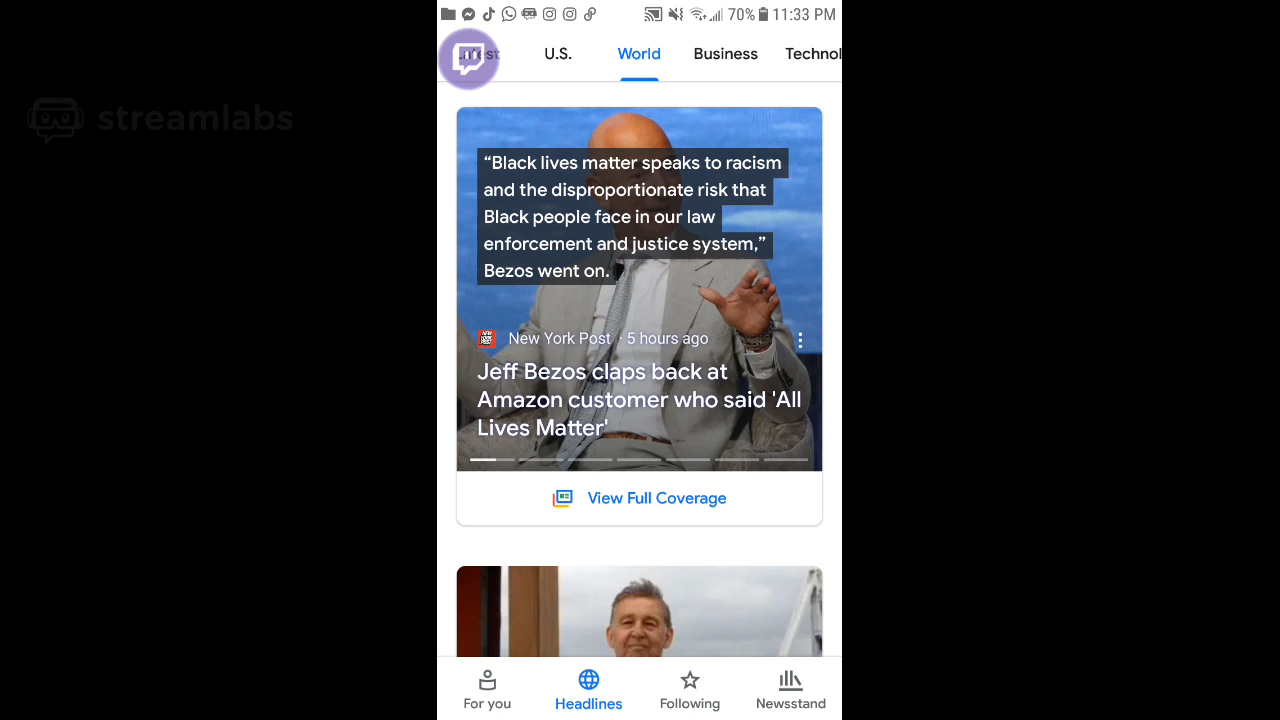 70% 11:33 PM
U.S. World Business Technol
streamlabs
“Black lives matter speaks to racism
and the disproportionate risk that
Black people face in our law
enforcement and justice system,”
Bezos went on.
New York Post · 5 hours ago
Jeff Bezos claps back at
Amazon customer who said 'All
Lives Matter'
View Full Coverage
For you Headlines Following Newsstand